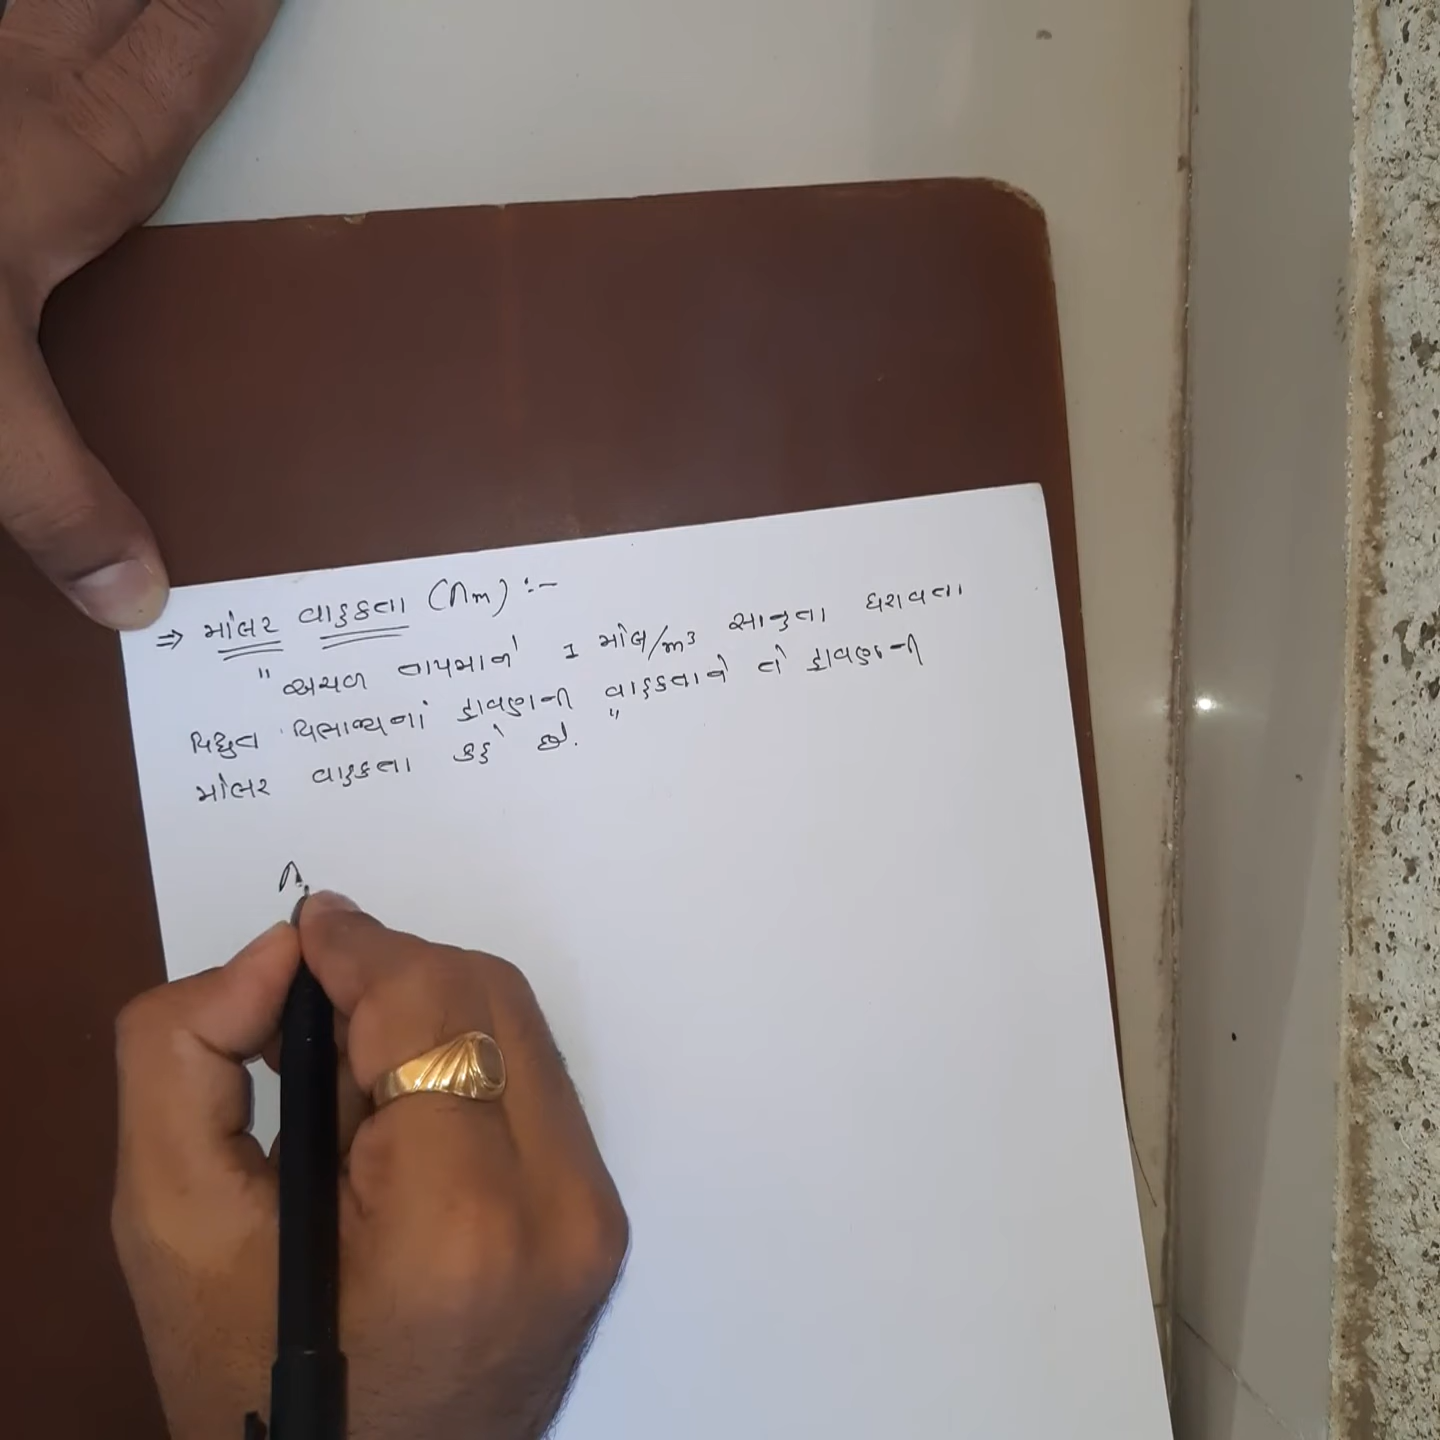 ⇒ મોલર વાહકતા (Λm) :-
" અચળ તાપમાને 1 મોલ/m³ સાંદ્રતા ધરાવતા
વિદ્યુત વિભાજ્યનાં દ્રાવણની વાહકતાને તે દ્રાવણની
મોલર વાહકતા કહે છે. "
Λ